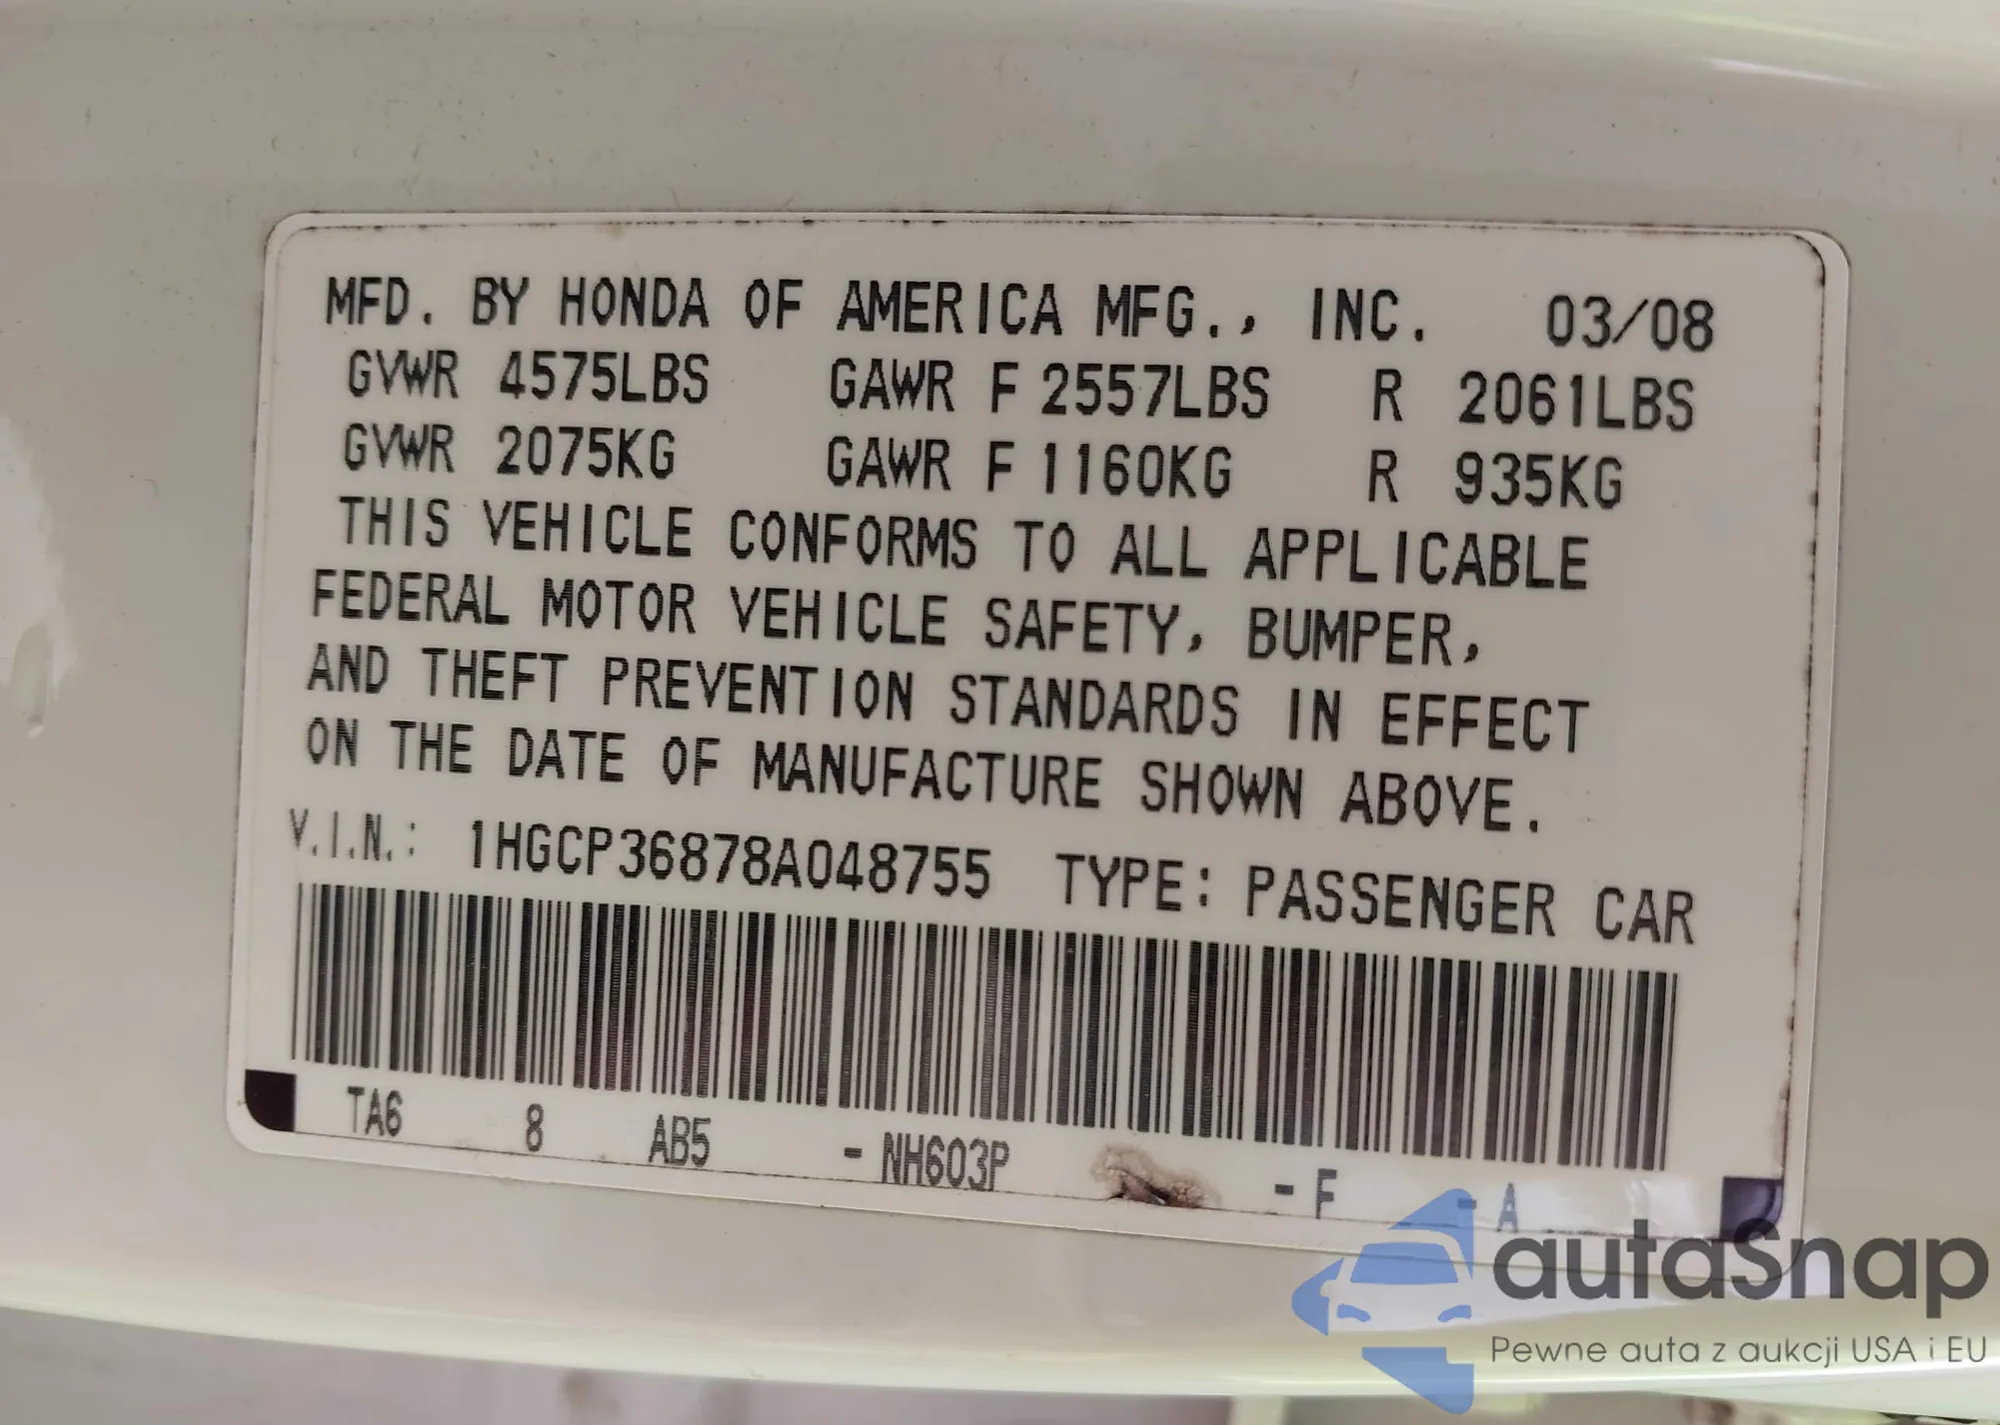 MFD. BY HONDA OF AMERICA MFG., INC. 03/08
GVWR 4575LBS GAWR F 2557LBS R 2061LBS
GVWR 2075KG GAWR F 1160KG R 935KG
THIS VEHICLE CONFORMS TO ALL APPLICABLE
FEDERAL MOTOR VEHICLE SAFETY, BUMPER,
AND THEFT PREVENTION STANDARDS IN EFFECT
ON THE DATE OF MANUFACTURE SHOWN ABOVE.
V.I.N.: 1HGCP36878A048755 TYPE: PASSENGER CAR
TA6 8 AB5 - NH603P - F - A
autaSnap
Pewne auta z aukcji USA i EU